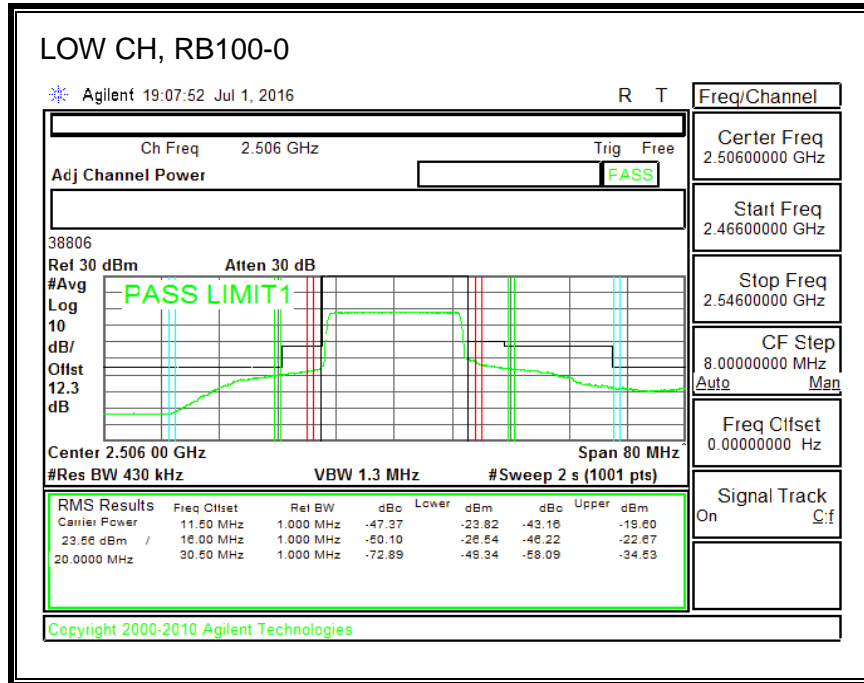 LOW CH, RB100-0
Agilent 19:07:52 Jul 1, 2016 R T
Ch Freq 2.506 GHz Trig Free
Adj Channel Power FASS
38806
Ref 30 dBm Atten 30 dB
#Avg
Log
10
dB/
Offst
12.3
dB
PASS LIMIT1
Center 2.506 00 GHz Span 80 MHz
#Res BW 430 kHz VBW 1.3 MHz #Sweep 2 s (1001 pts)
RMS Results Freq Offset Ref BW dBc Lower dBm dBc Upper dBm
Carrier Power 11.50 MHz 1.000 MHz -47.37 -23.82 -43.16 -19.60
23.56 dBm / 16.00 MHz 1.000 MHz -50.10 -26.54 -46.22 -22.67
20.0000 MHz 30.50 MHz 1.000 MHz -72.89 -49.34 -58.09 -34.53
Copyright 2000-2010 Agilent Technologies
Freq/Channel
Center Freq
2.50600000 GHz
Start Freq
2.46600000 GHz
Stop Freq
2.54600000 GHz
CF Step
8.00000000 MHz
Auto Man
Freq Offset
0.00000000 Hz
Signal Track
On Off